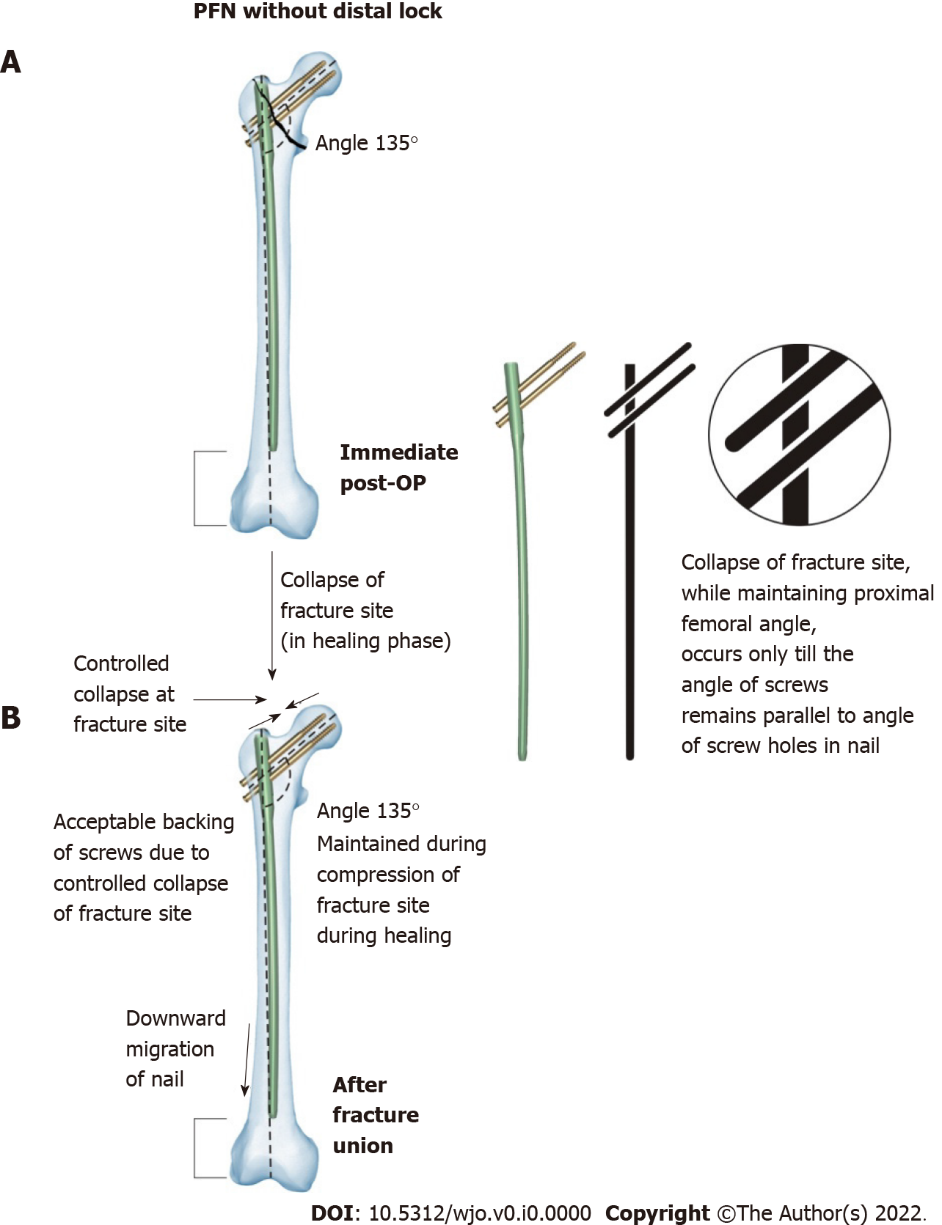 PFN without distal lock
A
Angle 135°
Immediate
post-OP
Collapse of fracture site,
while maintaining proximal
femoral angle,
occurs only till the
angle of screws
remains parallel to angle
of screw holes in nail
Collapse of
fracture site
(in healing phase)
Controlled
collapse at
fracture site
B
Acceptable backing
of screws due to
controlled collapse
of fracture site
Angle 135°
Maintained during
compression of
fracture site
during healing
Downward
migration
of nail
After
fracture
union
DOI: 10.5312/wjo.v0.i0.0000 Copyright ©The Author(s) 2022.